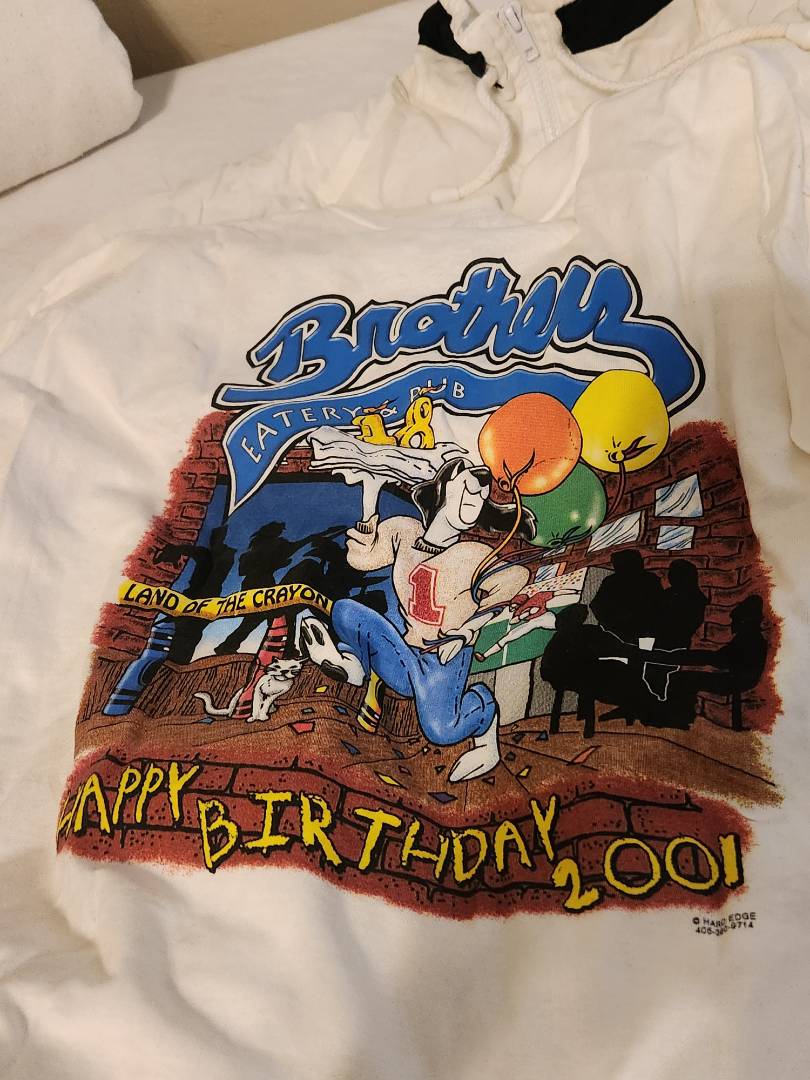 Brothers
EATERY & PUB
18
1
LAND OF THE CRAYON
HAPPY BIRTHDAY 2001
© HARD EDGE